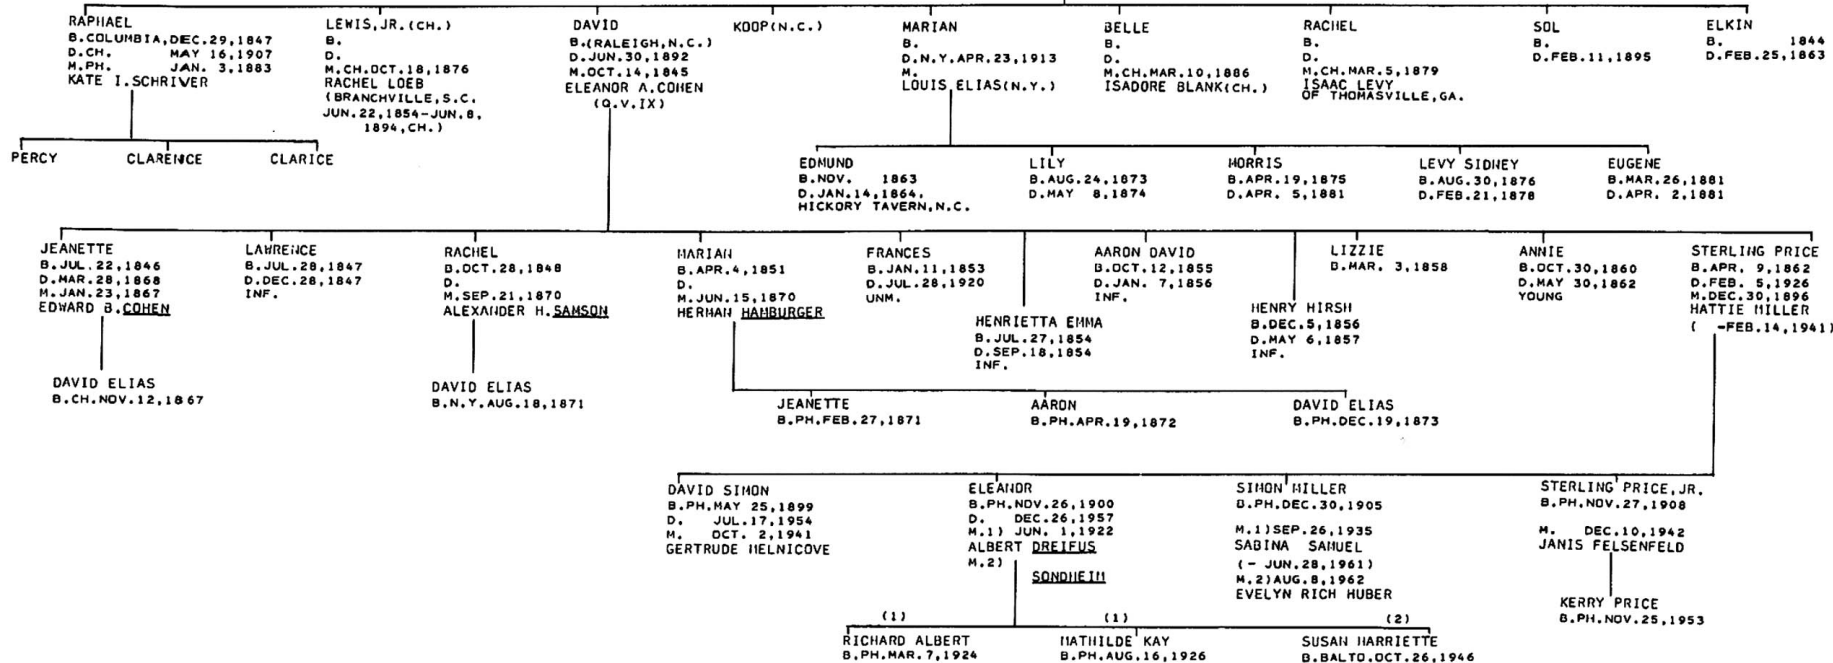 RAPHAEL
B.COLUMBIA,DEC.29,1847
D.CH. MAY 16,1907
M.PH. JAN. 3,1883
KATE I.SCHRIVER
LEWIS,JR.(CH.)
B.
D.
M.CH.OCT.18,1876
RACHEL LOEB
(BRANCHVILLE,S.C.
JUN.22,1854-JUN.8,
1894,CH.)
DAVID
B.(RALEIGH,N.C.)
D.JUN.30,1892
M.OCT.14,1845
ELEANOR A.COHEN
(Q.V.IX)
KOOP(N.C.)
MARIAN
B.
D.N.Y.APR.23,1913
M.
LOUIS ELIAS(N.Y.)
BELLE
B.
D.
M.CH.MAR.10,1886
ISADORE BLANK(CH.)
RACHEL
B.
D.
M.CH.MAR.5,1879
ISAAC LEVY
OF THOMASVILLE,GA.
SOL
B.
D.FEB.11,1895
ELKIN
B. 1844
D.FEB.25,1863
PERCY
CLARENCE
CLARICE
EDMUND
B.NOV. 1863
D.JAN.14,1864,
HICKORY TAVERN,N.C.
LILY
B.AUG.24,1873
D.MAY 8,1874
MORRIS
B.APR.19,1875
D.APR. 5,1881
LEVY SIDNEY
B.AUG.30,1876
D.FEB.21,1878
EUGENE
B.MAR.26,1881
D.APR. 2,1881
JEANETTE
B.JUL.22,1846
D.MAR.28,1868
M.JAN.23,1867
EDWARD B.COHEN
LAWRENCE
B.JUL.28,1847
D.DEC.28,1847
INF.
RACHEL
B.OCT.28,1848
D.
M.SEP.21,1870
ALEXANDER H.SAMSON
MARIAN
B.APR.4,1851
D.
M.JUN.15,1870
HERMAN HAMBURGER
FRANCES
B.JAN.11,1853
D.JUL.28,1920
UNM.
HENRIETTA EMMA
B.JUL.27,1854
D.SEP.18,1854
INF.
AARON DAVID
B.OCT.12,1855
D.JAN. 7,1856
INF.
HENRY HIRSH
B.DEC.5,1856
D.MAY 6,1857
INF.
LIZZIE
B.MAR. 3,1858
ANNIE
B.OCT.30,1860
D.MAY 30,1862
YOUNG
STERLING PRICE
B.APR. 9,1862
D.FEB. 5,1926
M.DEC.30,1896
HATTIE MILLER
( -FEB.14,1941)
DAVID ELIAS
B.CH.NOV.12,1867
DAVID ELIAS
B.N.Y.AUG.18,1871
JEANETTE
B.PH.FEB.27,1871
AARON
B.PH.APR.19,1872
DAVID ELIAS
B.PH.DEC.19,1873
DAVID SIMON
B.PH.MAY 25,1899
D. JUL.17,1954
M. OCT. 2,1941
GERTRUDE MELNICOVE
ELEANOR
B.PH.NOV.26,1900
D. DEC.26,1957
M.1) JUN. 1,1922
ALBERT DREIFUS
M.2)
SONDHEIM
SIMON MILLER
B.PH.DEC.30,1905
M.1)SEP.26,1935
SABINA SAMUEL
(- JUN.28,1961)
M.2)AUG.8,1962
EVELYN RICH HUBER
STERLING PRICE,JR.
B.PH.NOV.27,1908
M. DEC.10,1942
JANIS FELSENFELD
KERRY PRICE
B.PH.NOV.25,1953
(1)
RICHARD ALBERT
B.PH.MAR.7,1924
(1)
MATHILDE KAY
B.PH.AUG.16,1926
(2)
SUSAN HARRIETTE
B.BALTO.OCT.26,1946